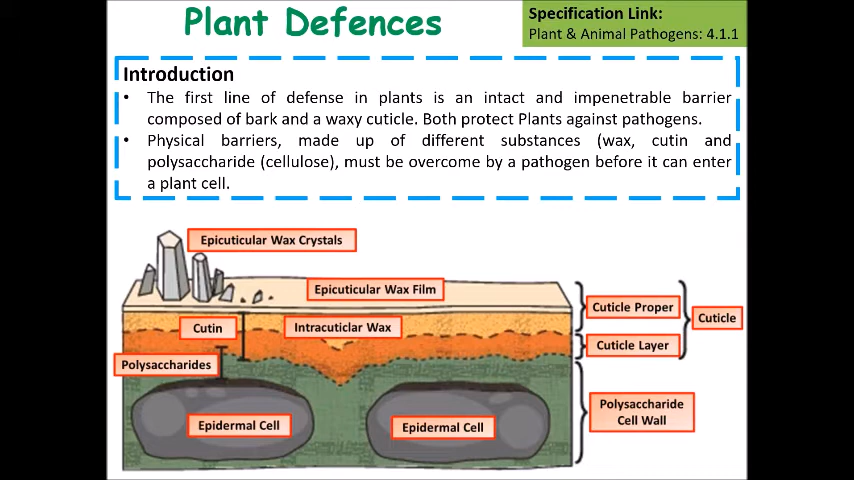 Plant Defences
Specification Link:
Plant & Animal Pathogens: 4.1.1
Introduction
• The first line of defense in plants is an intact and impenetrable barrier
composed of bark and a waxy cuticle. Both protect Plants against pathogens.
• Physical barriers, made up of different substances (wax, cutin and
polysaccharide (cellulose), must be overcome by a pathogen before it can enter
a plant cell.
Epicuticular Wax Crystals
Epicuticular Wax Film
Cuticle Proper
Cuticle
Cutin
Intracuticlar Wax
Cuticle Layer
Polysaccharides
Polysaccharide
Cell Wall
Epidermal Cell
Epidermal Cell